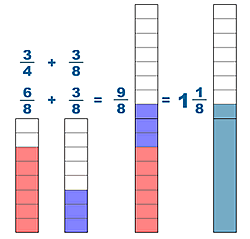 3/4 + 3/8
6/8 + 3/8 = 9/8 = 1 1/8